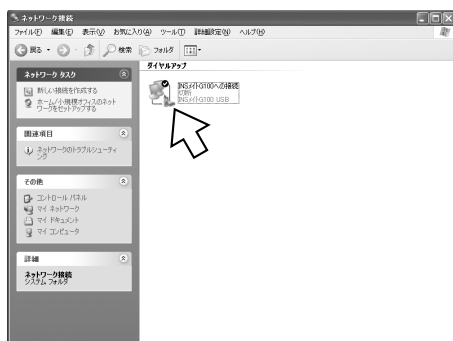 ネットワーク接続
ファイル(F) 編集(E) 表示(V) お気に入り(A) ツール(T) 詳細設定(N) ヘルプ(H)
戻る 検索 フォルダ
ネットワーク タスク
新しい接続を作成する
ホーム/小規模オフィスのネットワークをセットアップする
関連項目
ネットワークのトラブルシューティング
その他
コントロール パネル
マイ ネットワーク
マイ ドキュメント
マイ コンピュータ
詳細
ネットワーク接続
システム フォルダ
ダイヤルアップ
INSメイトG100への接続
切断
INSメイトG100 USB